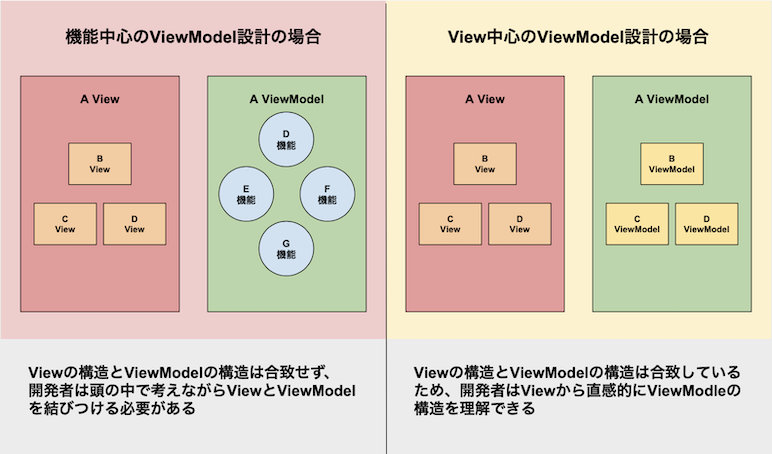 機能中心のViewModel設計の場合
A View
B
View
C
View
D
View
A ViewModel
D
機能
E
機能
F
機能
G
機能
Viewの構造とViewModelの構造は合致せず、
開発者は頭の中で考えながらViewとViewModel
を結びつける必要がある
View中心のViewModel設計の場合
A View
B
View
C
View
D
View
A ViewModel
B
ViewModel
C
ViewModel
D
ViewModel
Viewの構造とViewModelの構造は合致している
ため、開発者はViewから直感的にViewModleの
構造を理解できる